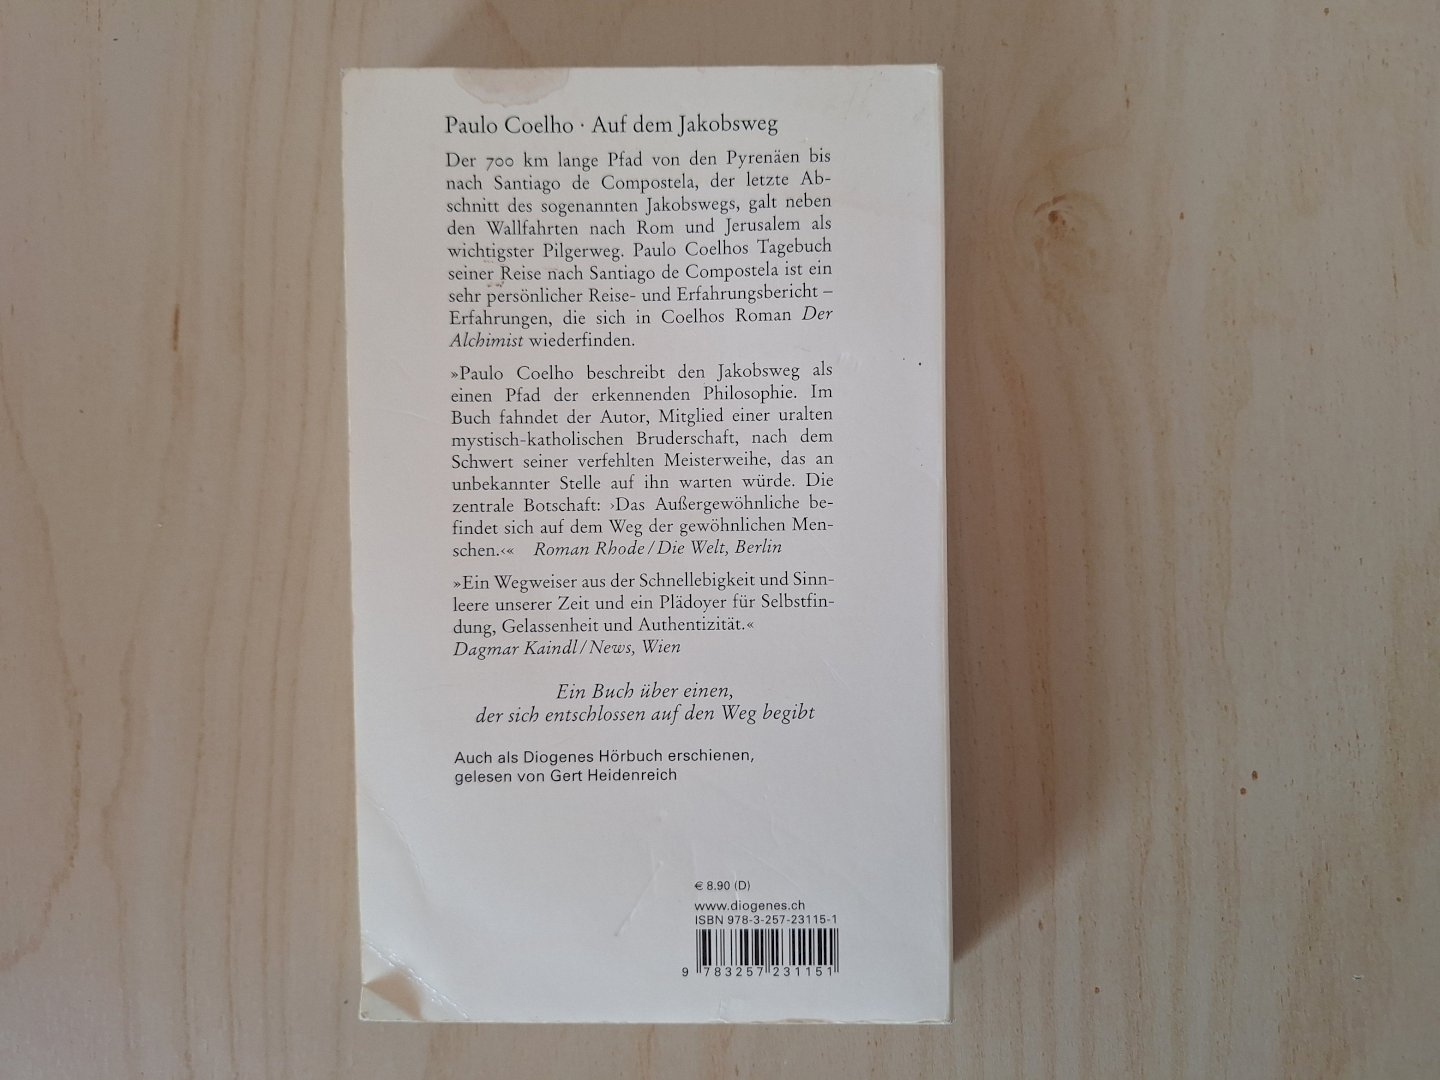 Paulo Coelho · Auf dem Jakobsweg
Der 700 km lange Pfad von den Pyrenäen bis
nach Santiago de Compostela, der letzte Ab-
schnitt des sogenannten Jakobswegs, galt neben
den Wallfahrten nach Rom und Jerusalem als
wichtigster Pilgerweg. Paulo Coelhos Tagebuch
seiner Reise nach Santiago de Compostela ist ein
sehr persönlicher Reise- und Erfahrungsbericht –
Erfahrungen, die sich in Coelhos Roman Der
Alchimist wiederfinden.
»Paulo Coelho beschreibt den Jakobsweg als
einen Pfad der erkennenden Philosophie. Im
Buch fahndet der Autor, Mitglied einer uralten
mystisch-katholischen Bruderschaft, nach dem
Schwert seiner verfehlten Meisterweihe, das an
unbekannter Stelle auf ihn warten würde. Die
zentrale Botschaft: ›Das Außergewöhnliche be-
findet sich auf dem Weg der gewöhnlichen Men-
schen.‹« Roman Rhode / Die Welt, Berlin
»Ein Wegweiser aus der Schnellebigkeit und Sinn-
leere unserer Zeit und ein Plädoyer für Selbstfin-
dung, Gelassenheit und Authentizität.«
Dagmar Kaindl / News, Wien
Ein Buch über einen,
der sich entschlossen auf den Weg begibt
Auch als Diogenes Hörbuch erschienen,
gelesen von Gert Heidenreich
€ 8.90 (D)
www.diogenes.ch
ISBN 978-3-257-23115-1
9 783257 231151